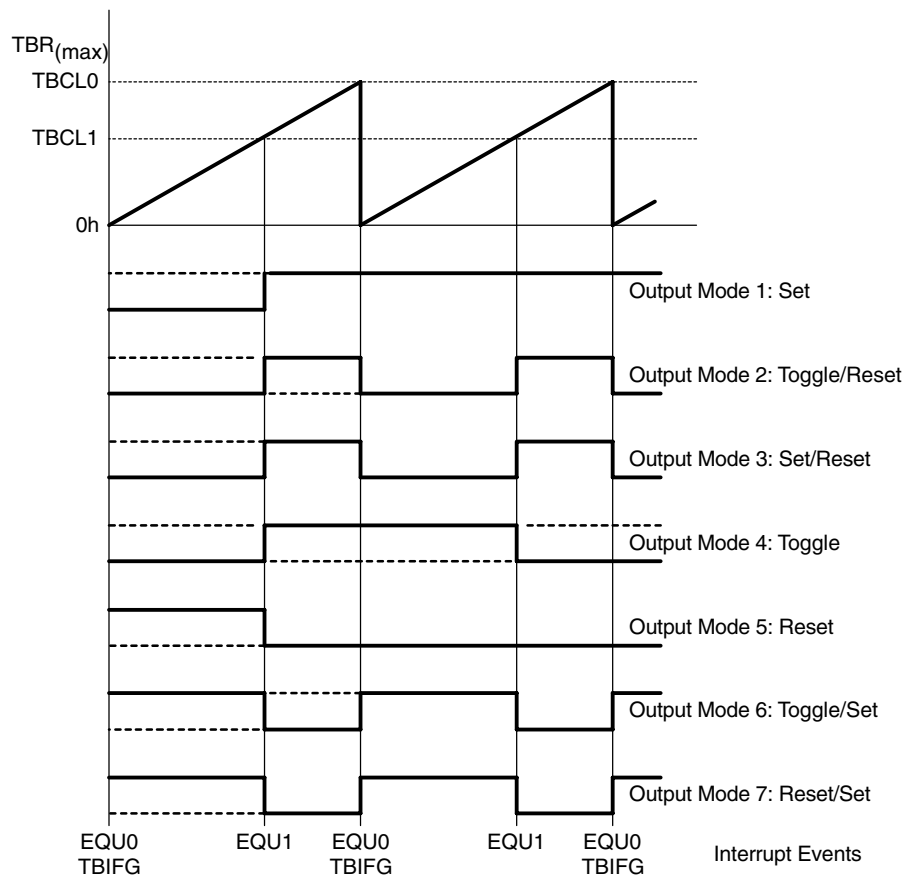 TBR(max)
TBCL0
TBCL1
0h
Output Mode 1: Set
Output Mode 2: Toggle/Reset
Output Mode 3: Set/Reset
Output Mode 4: Toggle
Output Mode 5: Reset
Output Mode 6: Toggle/Set
Output Mode 7: Reset/Set
EQU0 EQU1 EQU0 EQU1 EQU0 Interrupt Events
TBIFG TBIFG TBIFG